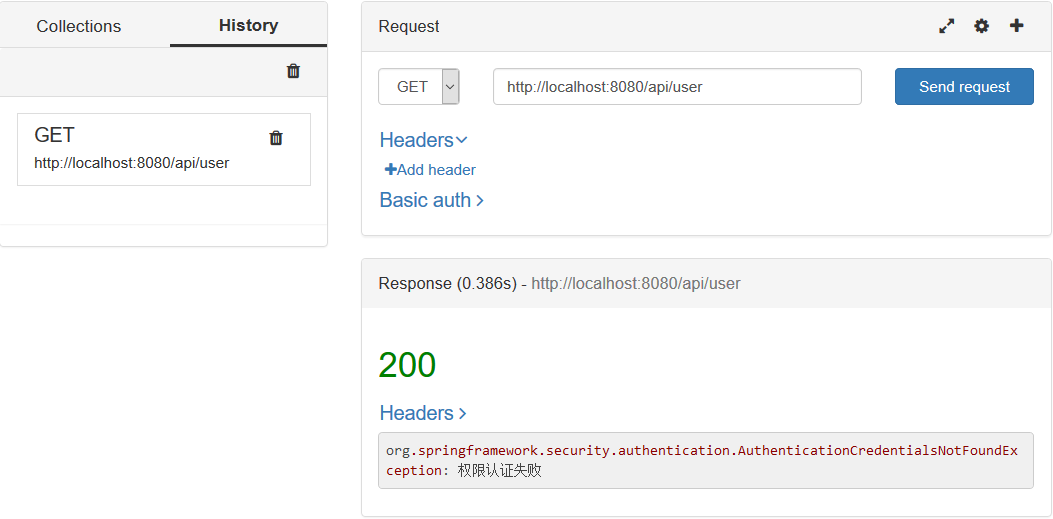 Collections History
GET
http://localhost:8080/api/user
Request
GET http://localhost:8080/api/user Send request
Headers
Add header
Basic auth
Response (0.386s) - http://localhost:8080/api/user
200
Headers
org.springframework.security.authentication.AuthenticationCredentialsNotFoundEx
ception: 权限认证失败